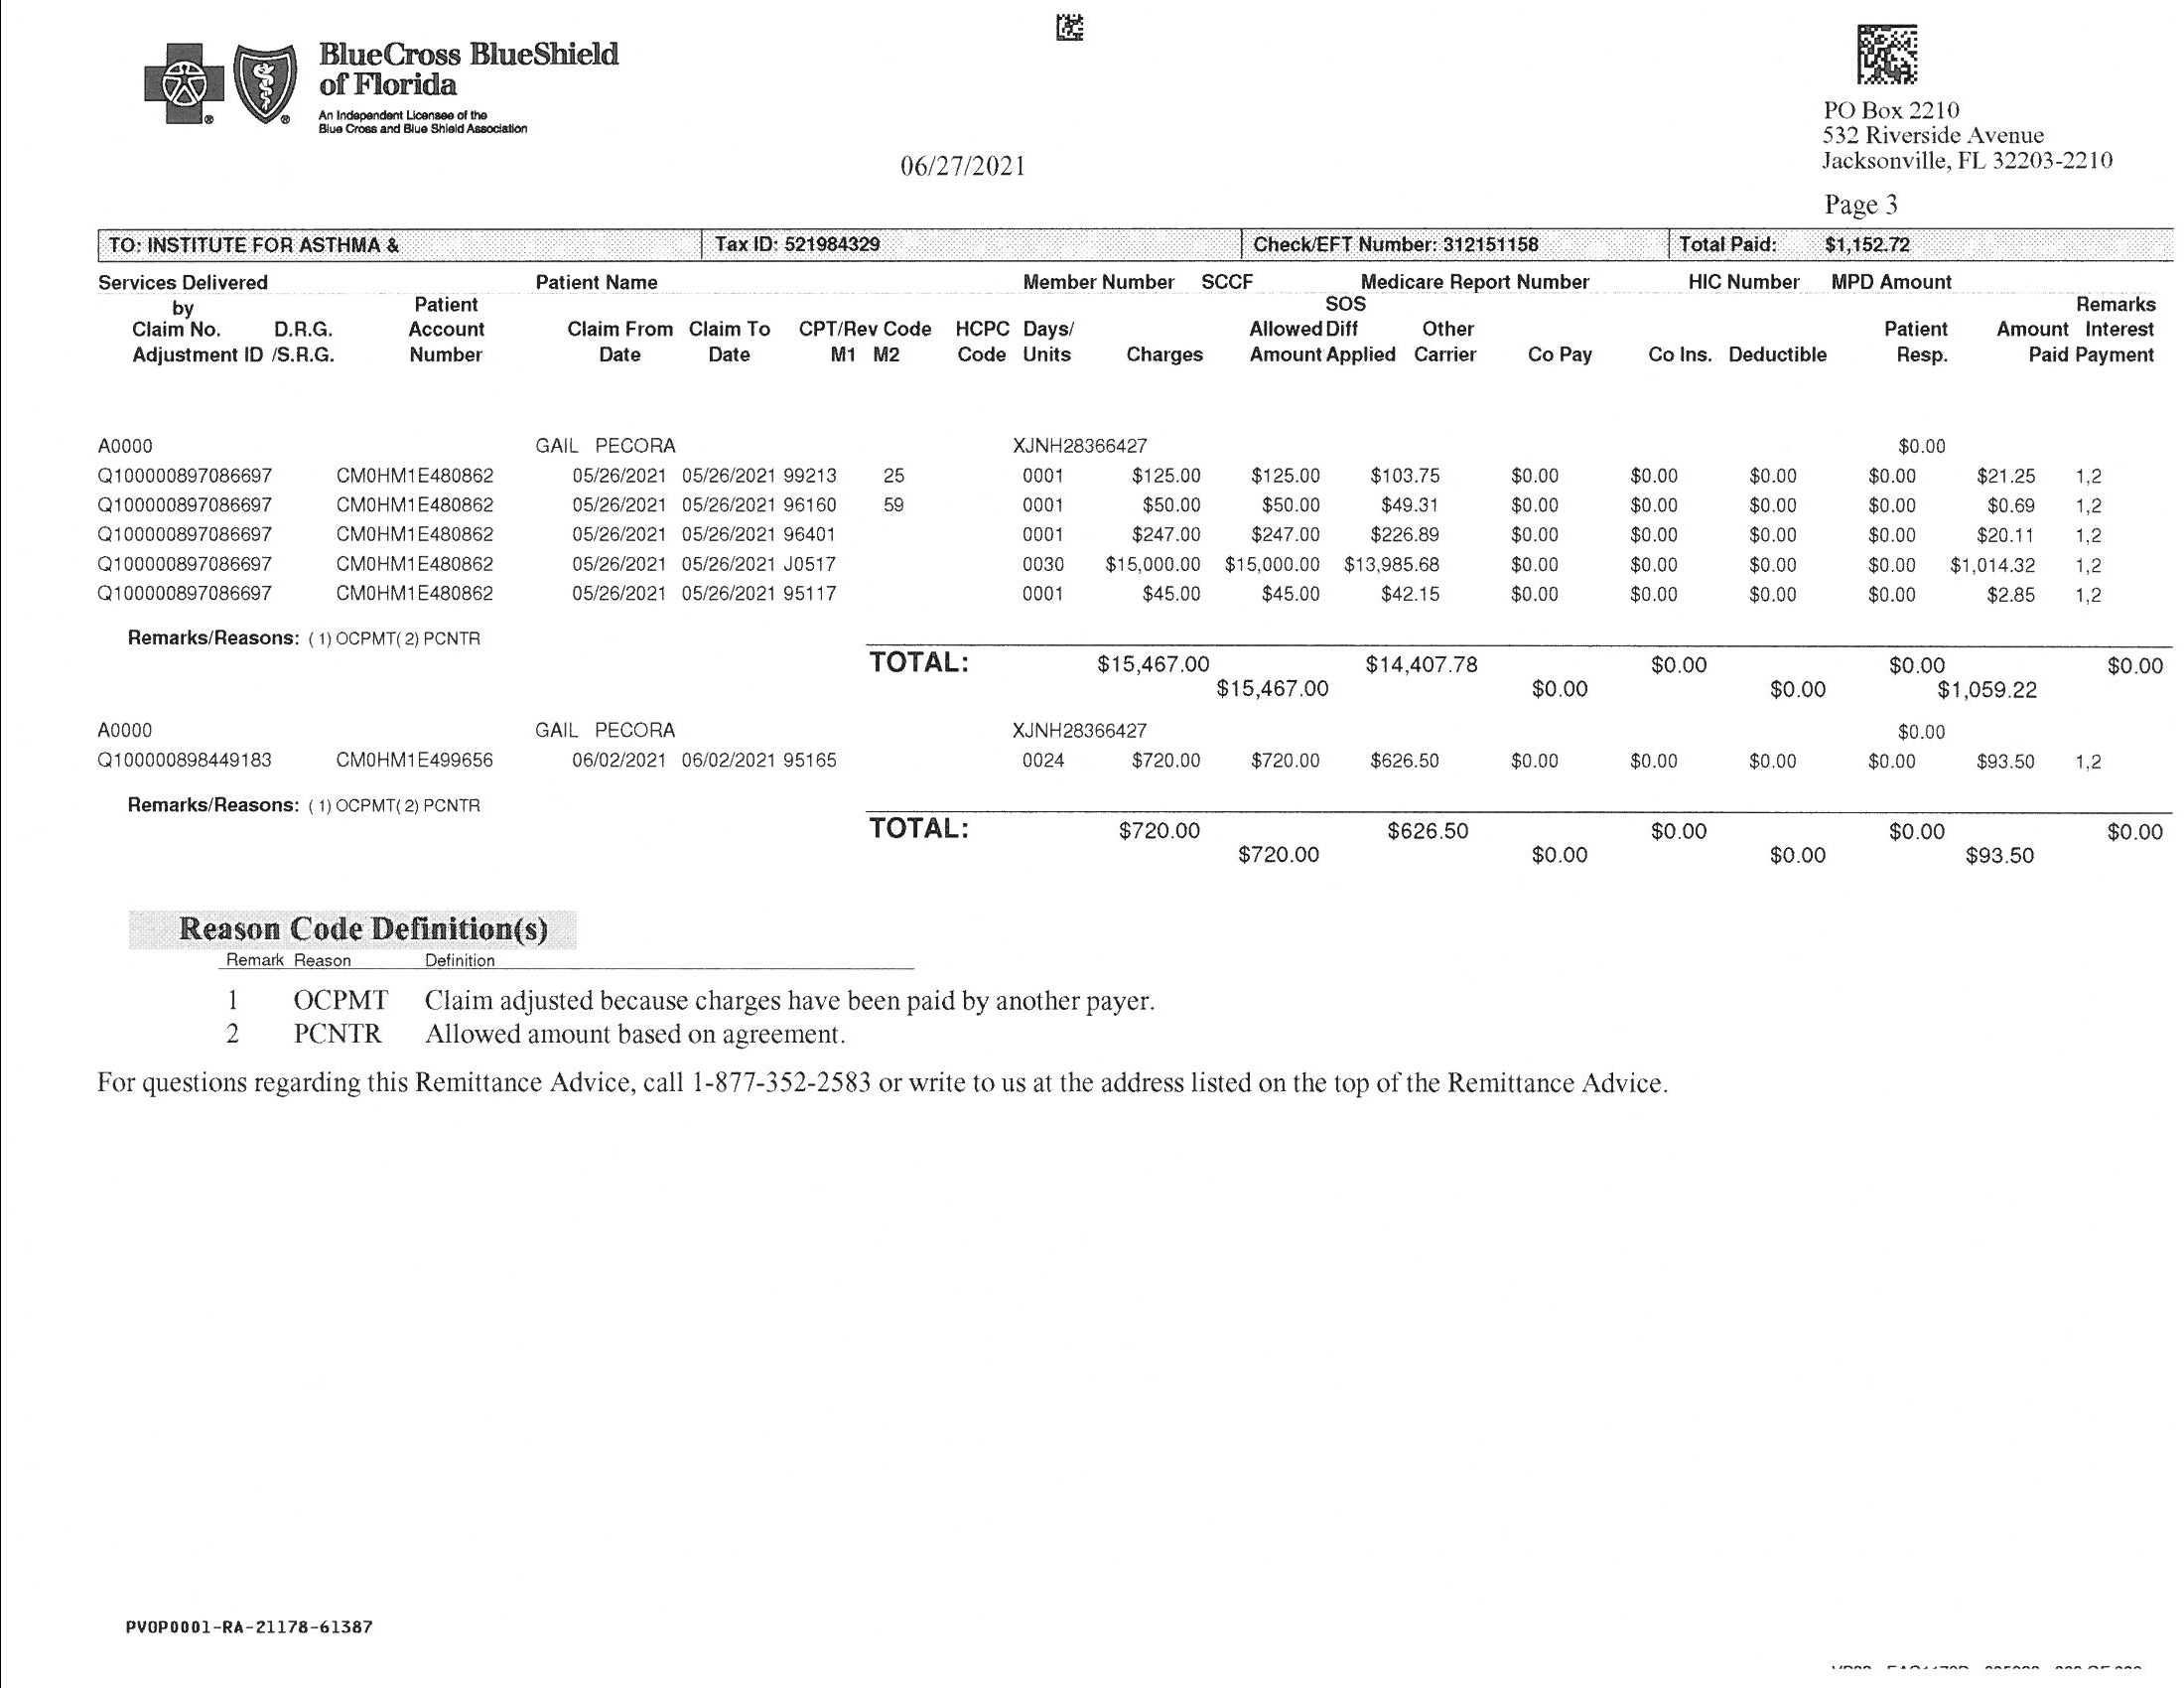 BlueCross BlueShield
of Florida
An Independent Licensee of the
Blue Cross and Blue Shield Association
PO Box 2210
532 Riverside Avenue
Jacksonville, FL 32203-2210
06/27/2021
Page 3
TO: INSTITUTE FOR ASTHMA & Tax ID: 521984329 Check/EFT Number: 312151158 Total Paid: $1,152.72
Services Delivered Patient Name Member Number SCCF Medicare Report Number HIC Number MPD Amount
by Patient SOS Remarks
Claim No. D.R.G. Account Claim From Claim To CPT/Rev Code HCPC Days/ Allowed Diff Other Patient Amount Interest
Adjustment ID /S.R.G. Number Date Date M1 M2 Code Units Charges Amount Applied Carrier Co Pay Co Ins. Deductible Resp. Paid Payment
A0000 GAIL PECORA XJNH28366427 $0.00
Q100000897086697 CM0HM1E480862 05/26/2021 05/26/2021 99213 25 0001 $125.00 $125.00 $103.75 $0.00 $0.00 $0.00 $0.00 $21.25 1,2
Q100000897086697 CM0HM1E480862 05/26/2021 05/26/2021 96160 59 0001 $50.00 $50.00 $49.31 $0.00 $0.00 $0.00 $0.00 $0.69 1,2
Q100000897086697 CM0HM1E480862 05/26/2021 05/26/2021 96401 0001 $247.00 $247.00 $226.89 $0.00 $0.00 $0.00 $0.00 $20.11 1,2
Q100000897086697 CM0HM1E480862 05/26/2021 05/26/2021 J0517 0030 $15,000.00 $15,000.00 $13,985.68 $0.00 $0.00 $0.00 $0.00 $1,014.32 1,2
Q100000897086697 CM0HM1E480862 05/26/2021 05/26/2021 95117 0001 $45.00 $45.00 $42.15 $0.00 $0.00 $0.00 $0.00 $2.85 1,2
Remarks/Reasons: ( 1) OCPMT( 2) PCNTR
TOTAL: $15,467.00 $14,407.78 $0.00 $0.00 $0.00
$15,467.00 $0.00 $0.00 $1,059.22
A0000 GAIL PECORA XJNH28366427 $0.00
Q100000898449183 CM0HM1E499656 06/02/2021 06/02/2021 95165 0024 $720.00 $720.00 $626.50 $0.00 $0.00 $0.00 $0.00 $93.50 1,2
Remarks/Reasons: ( 1) OCPMT( 2) PCNTR
TOTAL: $720.00 $626.50 $0.00 $0.00 $0.00
$720.00 $0.00 $0.00 $93.50
Reason Code Definition(s)
Remark Reason Definition
1 OCPMT Claim adjusted because charges have been paid by another payer.
2 PCNTR Allowed amount based on agreement.
For questions regarding this Remittance Advice, call 1-877-352-2583 or write to us at the address listed on the top of the Remittance Advice.
PVOP0001-RA-21178-61387